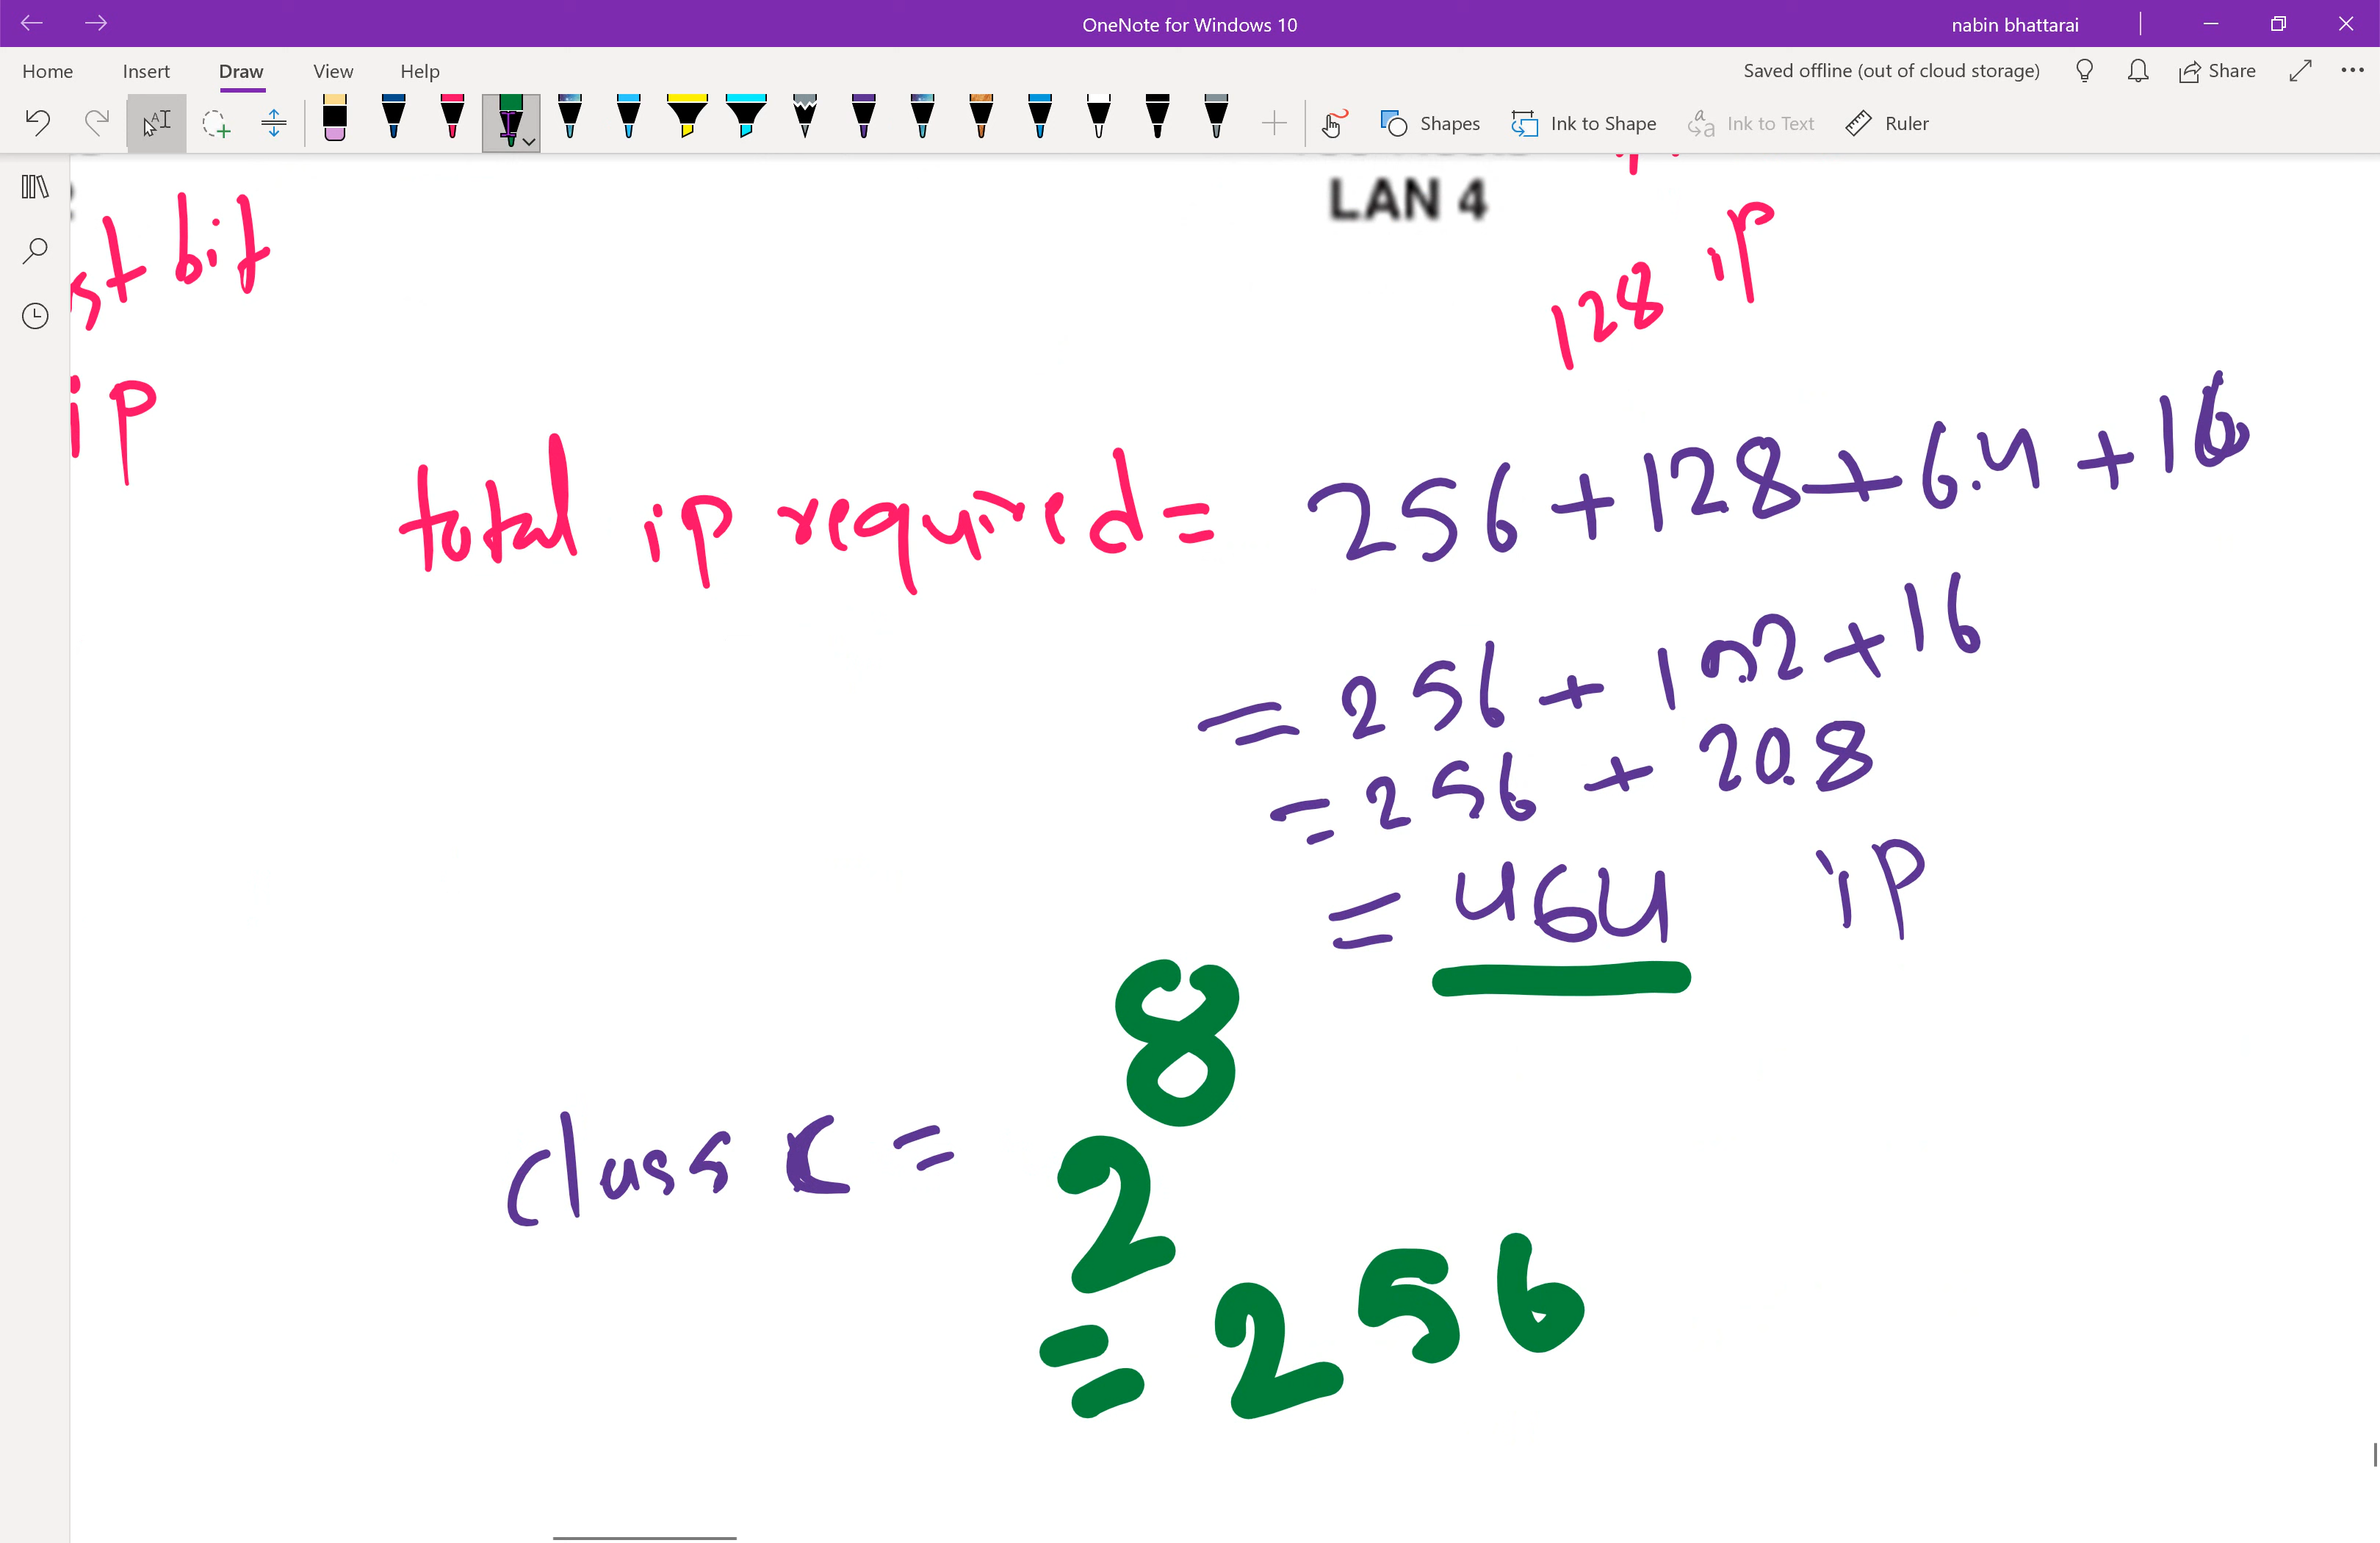 OneNote for Windows 10
nabin bhattarai
Home Insert Draw View Help
Saved offline (out of cloud storage)
Share
Shapes
Ink to Shape
Ink to Text
Ruler
LAN 4
st bit
128 ip
ip
total ip required = 256+128+64+16
= 256+192+16
= 256 + 208
= 464 ip
class C = 2^8
= 256